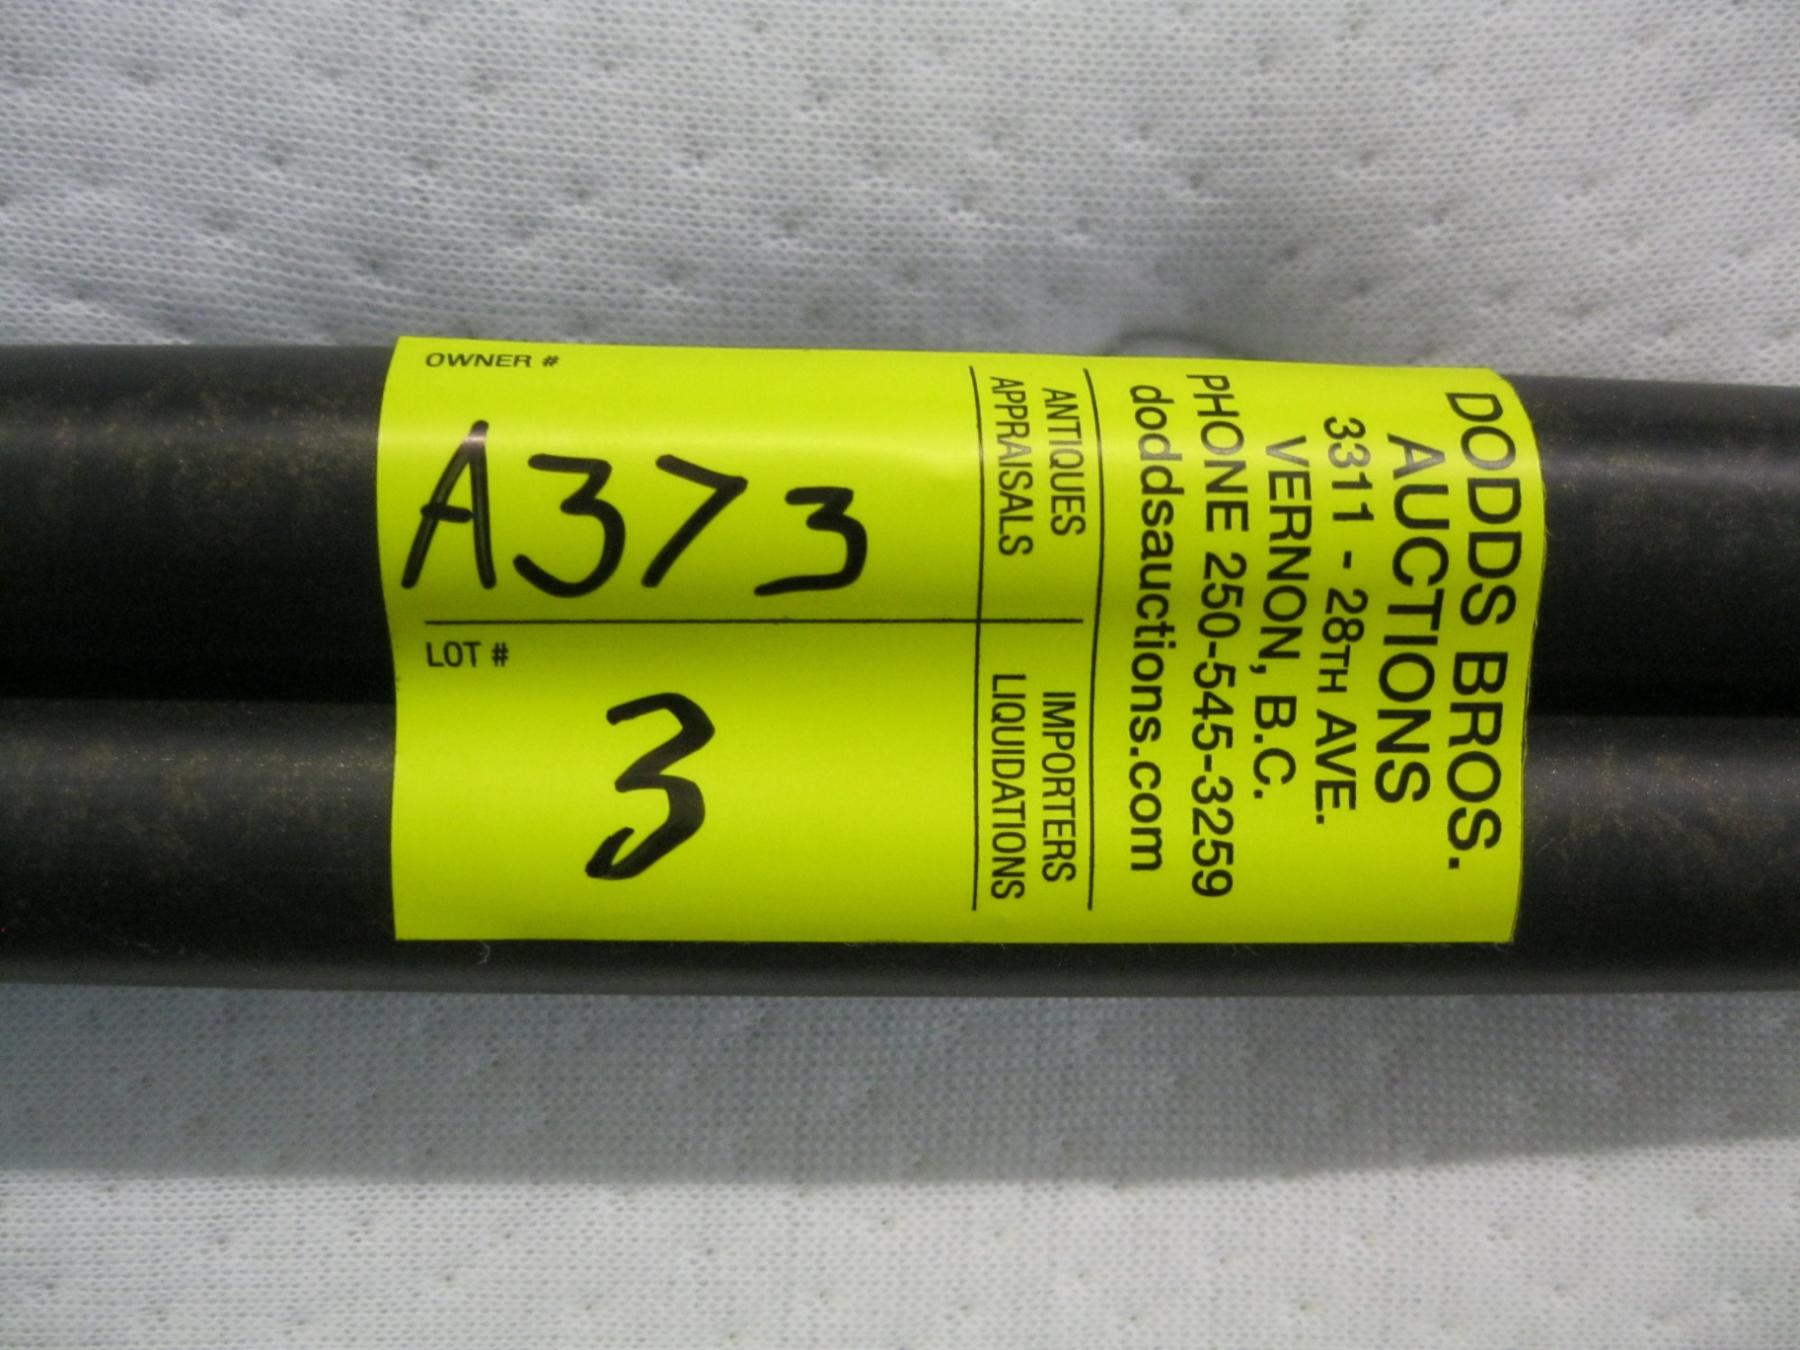 DODDS BROS.
AUCTIONS
3311 - 28TH AVE.
VERNON, B.C.
PHONE 250-545-3259
doddsauctions.com
ANTIQUES IMPORTERS
APPRAISALS LIQUIDATIONS
OWNER #
A373
LOT #
3